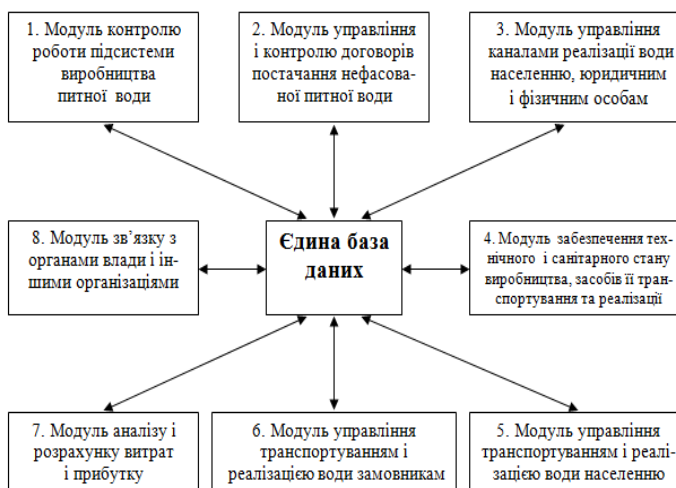 1. Модуль контролю
роботи підсистеми
виробництва
питної води
2. Модуль управління
і контролю договорів
постачання нефасова-
ної питної води
3. Модуль управління
каналами реалізації води
населенню, юридичним
і фізичним особам
8. Модуль зв’язку з
органами влади і ін-
шими організаціями
Єдина база
даних
4. Модуль забезпечення тех-
нічного і санітарного стану
виробництва, засобів її тран-
спортування та реалізації
7. Модуль аналізу і
розрахунку витрат
і прибутку
6. Модуль управління
транспортуванням і
реалізацією води замовникам
5. Модуль управління
транспортуванням і реалі-
зацією води населенню